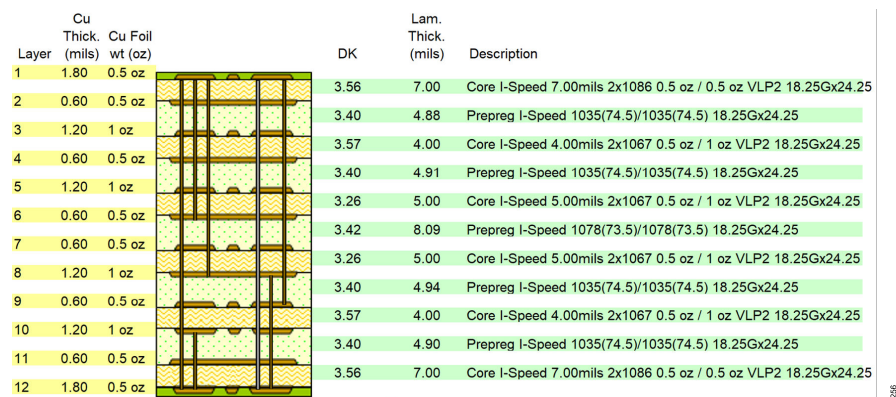 Cu Lam.
Thick. Cu Foil Thick.
Layer (mils) wt (oz) DK (mils) Description
1 1.80 0.5 oz
3.56 7.00 Core I-Speed 7.00mils 2x1086 0.5 oz / 0.5 oz VLP2 18.25Gx24.25
2 0.60 0.5 oz
3.40 4.88 Prepreg I-Speed 1035(74.5)/1035(74.5) 18.25Gx24.25
3 1.20 1 oz
3.57 4.00 Core I-Speed 4.00mils 2x1067 0.5 oz / 1 oz VLP2 18.25Gx24.25
4 0.60 0.5 oz
3.40 4.91 Prepreg I-Speed 1035(74.5)/1035(74.5) 18.25Gx24.25
5 1.20 1 oz
3.26 5.00 Core I-Speed 5.00mils 2x1067 0.5 oz / 1 oz VLP2 18.25Gx24.25
6 0.60 0.5 oz
3.42 8.09 Prepreg I-Speed 1078(73.5)/1078(73.5) 18.25Gx24.25
7 0.60 0.5 oz
3.26 5.00 Core I-Speed 5.00mils 2x1067 0.5 oz / 1 oz VLP2 18.25Gx24.25
8 1.20 1 oz
3.40 4.94 Prepreg I-Speed 1035(74.5)/1035(74.5) 18.25Gx24.25
9 0.60 0.5 oz
3.57 4.00 Core I-Speed 4.00mils 2x1067 0.5 oz / 1 oz VLP2 18.25Gx24.25
10 1.20 1 oz
3.40 4.90 Prepreg I-Speed 1035(74.5)/1035(74.5) 18.25Gx24.25
11 0.60 0.5 oz
3.56 7.00 Core I-Speed 7.00mils 2x1086 0.5 oz / 0.5 oz VLP2 18.25Gx24.25
12 1.80 0.5 oz